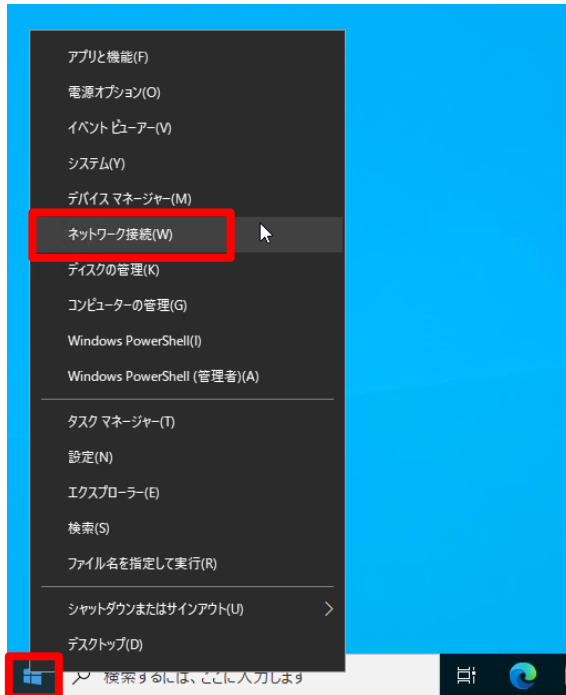 アプリと機能(F)
電源オプション(O)
イベント ビューアー(V)
システム(Y)
デバイス マネージャー(M)
ネットワーク接続(W)
ディスクの管理(K)
コンピューターの管理(G)
Windows PowerShell(I)
Windows PowerShell (管理者)(A)
タスク マネージャー(T)
設定(N)
エクスプローラー(E)
検索(S)
ファイル名を指定して実行(R)
シャットダウンまたはサインアウト(U)
デスクトップ(D)
検索するには、ここに入力します